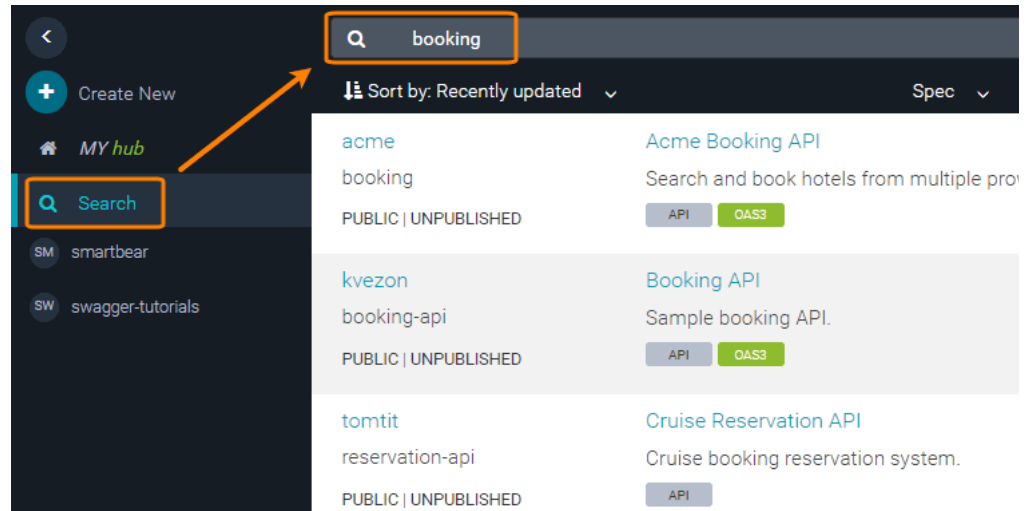 booking
Create New
MY hub
Search
SM smartbear
SW swagger-tutorials
Sort by: Recently updated
Spec
acme
Acme Booking API
booking
Search and book hotels from multiple
PUBLIC | UNPUBLISHED
API
OAS3
kvezon
Booking API
booking-api
Sample booking API.
PUBLIC | UNPUBLISHED
API
OAS3
tomtit
Cruise Reservation API
reservation-api
Cruise booking reservation system.
PUBLIC | UNPUBLISHED
API